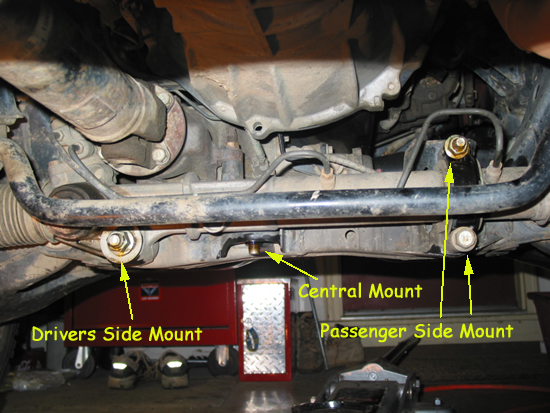 Central Mount
Drivers Side Mount
Passenger Side Mount